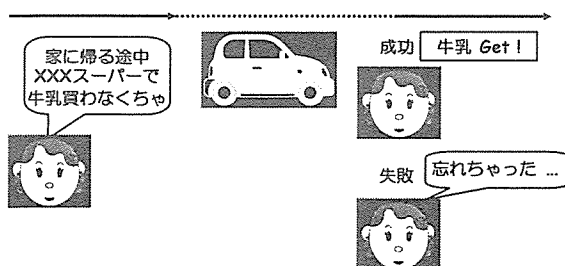 家に帰る途中
XXXスーパーで
牛乳買わなくちゃ
成功
牛乳 Get !
失敗
忘れちゃった ...